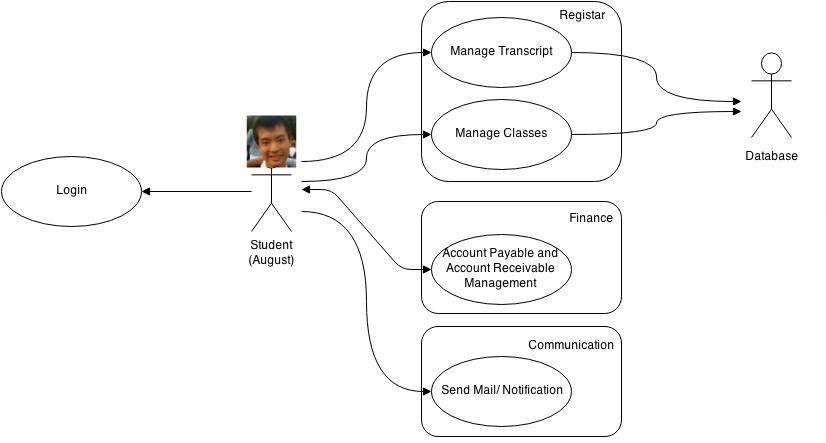 Registar
Manage Transcript
Manage Classes
Database
Login
Student
(August)
Finance
Account Payable and
Account Receivable
Management
Communication
Send Mail/ Notification